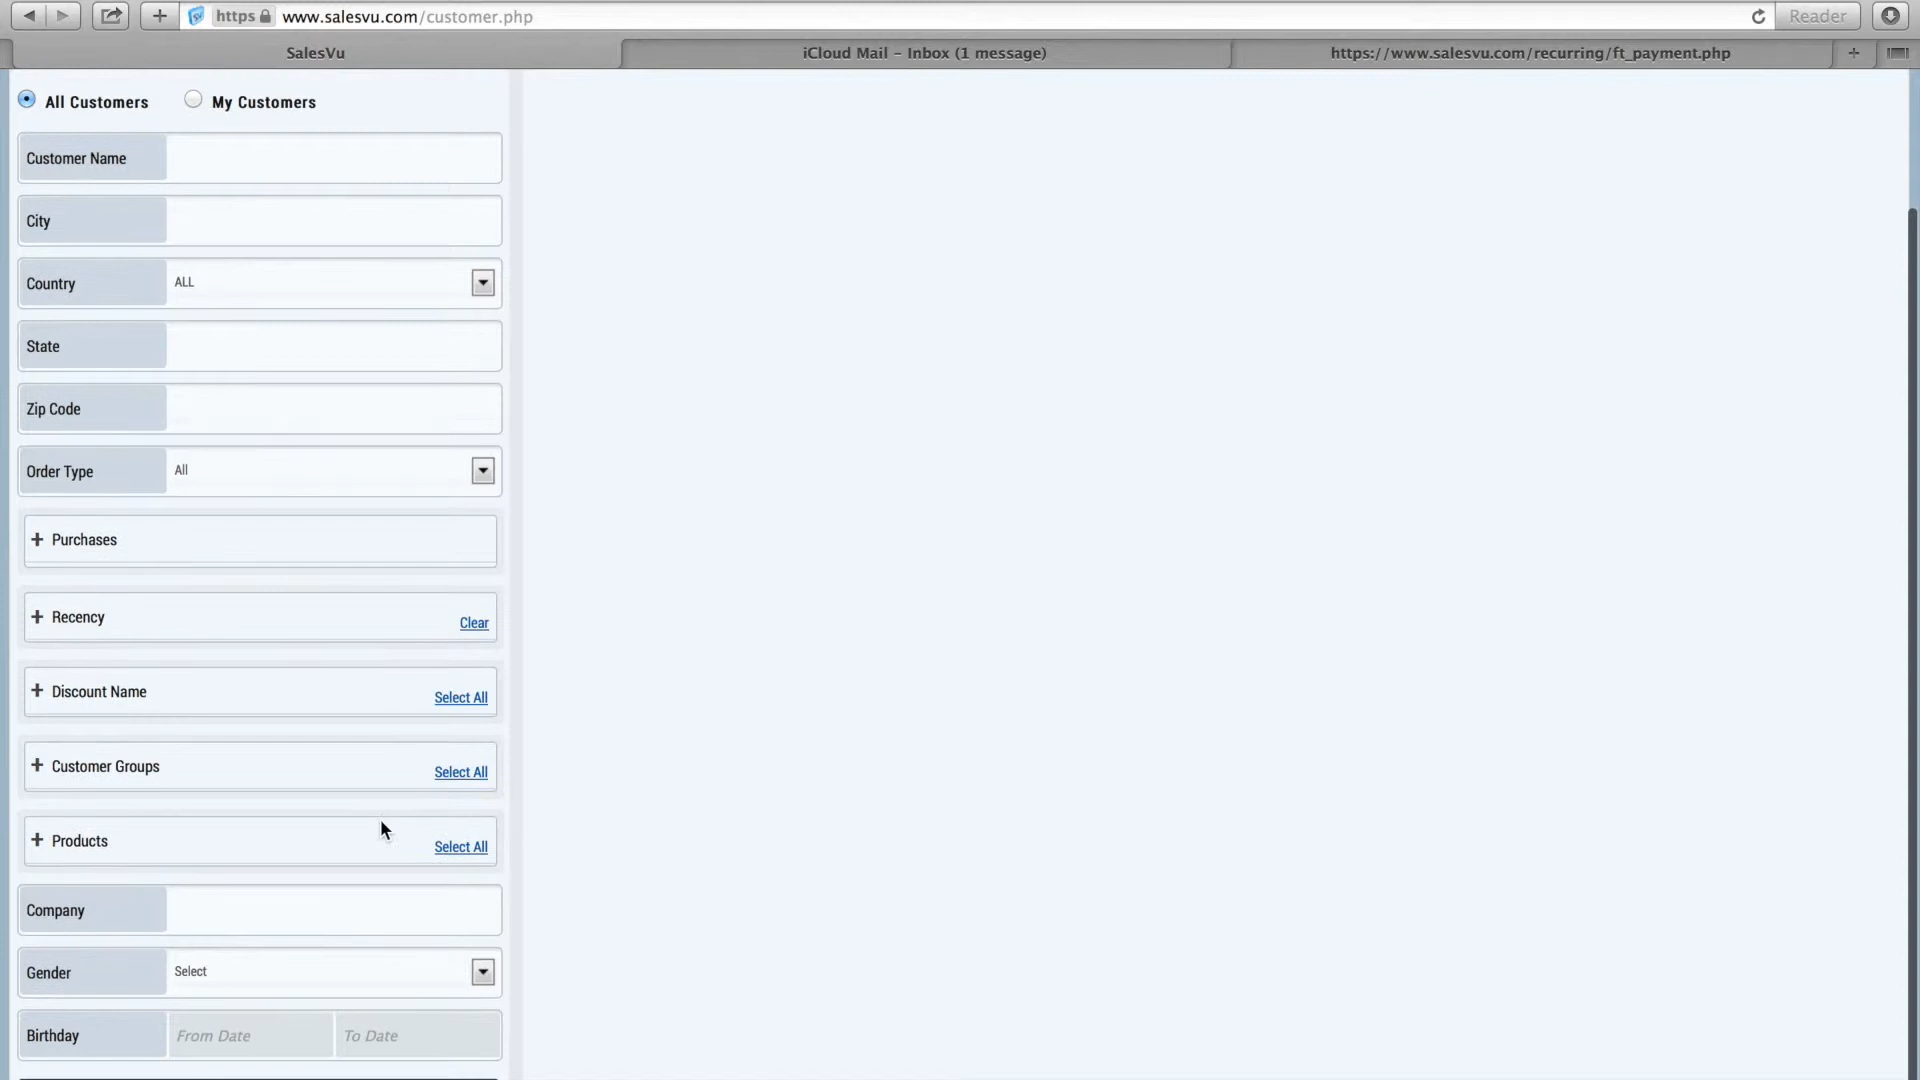 https www.salesvu.com/customer.php Reader
SalesVu iCloud Mail – Inbox (1 message) https://www.salesvu.com/recurring/ft_payment.php
All Customers My Customers
Customer Name
City
Country ALL
State
Zip Code
Order Type All
+ Purchases
+ Recency Clear
+ Discount Name Select All
+ Customer Groups Select All
+ Products Select All
Company
Gender Select
Birthday From Date To Date